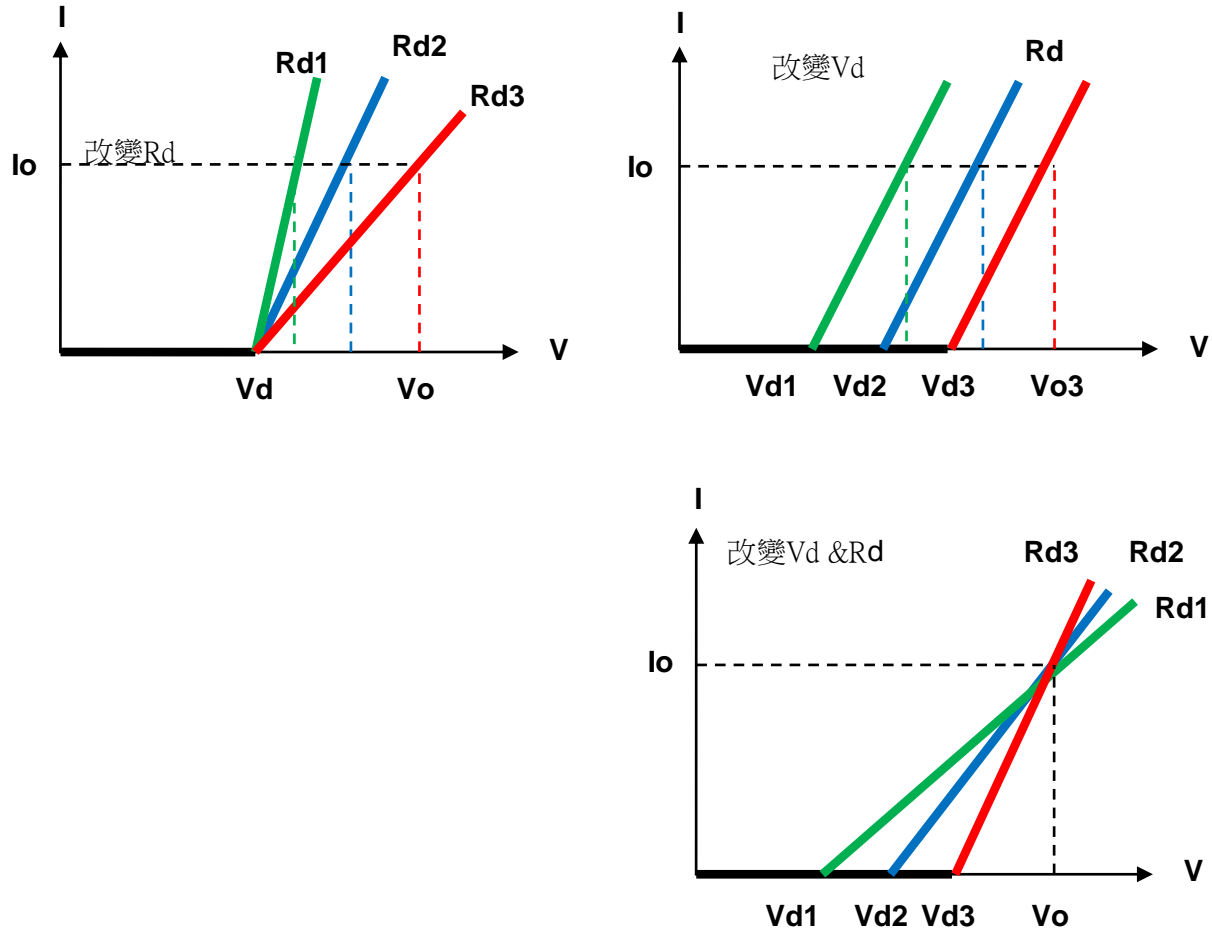 I
Rd1
Rd2
Rd3
改變Rd
Io
V
Vd
Vo
I
改變Vd
Rd
Io
V
Vd1
Vd2
Vd3
Vo3
I
改變Vd &Rd
Rd3
Rd2
Rd1
Io
V
Vd1
Vd2
Vd3
Vo